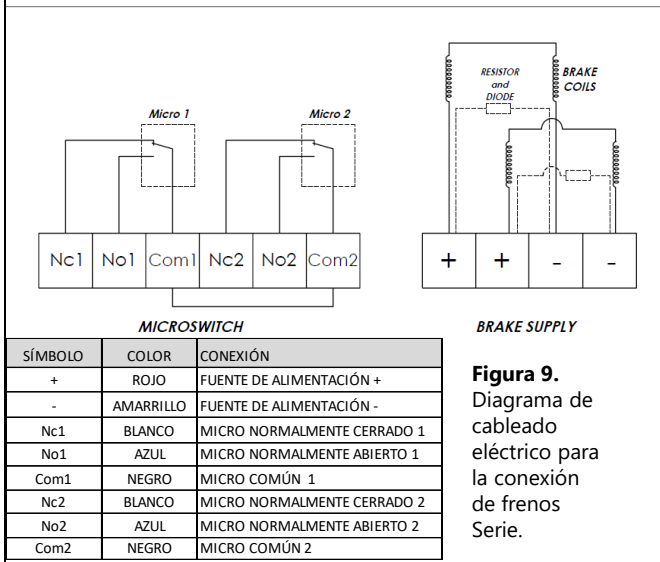 Micro 1
Micro 2
RESISTOR
and
DIODE
BRAKE
COILS
Nc1 No1 Com1 Nc2 No2 Com2
+ + - -
MICROSWITCH
BRAKE SUPPLY
SÍMBOLO COLOR CONEXIÓN
+ ROJO FUENTE DE ALIMENTACIÓN +
- AMARRILLO FUENTE DE ALIMENTACIÓN -
Nc1 BLANCO MICRO NORMALMENTE CERRADO 1
No1 AZUL MICRO NORMALMENTE ABIERTO 1
Com1 NEGRO MICRO COMÚN 1
Nc2 BLANCO MICRO NORMALMENTE CERRADO 2
No2 AZUL MICRO NORMALMENTE ABIERTO 2
Com2 NEGRO MICRO COMÚN 2
Figura 9.
Diagrama de
cableado
eléctrico para
la conexión
de frenos
Serie.